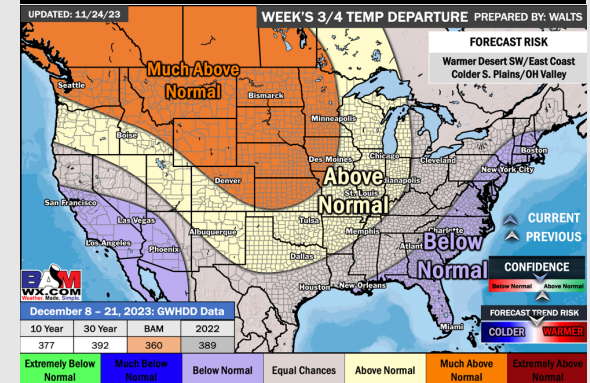 UPDATED: 11/24/23
WEEK'S 3/4 TEMP DEPARTURE PREPARED BY: WALTS
FORECAST RISK
Warmer Desert SW/East Coast
Colder S. Plains/OH Valley
Much Above
Normal
Seattle
Bismarck
Minneapolis
Boise
Des Moines
Chicago
Cleveland
Boston
New York City
Denver
Above
Normal
St. Louis
dianapolis
San Francisco
Las Vegas
Los Angeles
Phoenix
Albuquerque
Tulsa
Memphis
Charlotte
Atlant
Below
Normal
Dallas
Houston
New Orleans
Miami
CURRENT
PREVIOUS
CONFIDENCE
Below Normal
Above Normal
FORECAST TREND RISK
COLDER
WARMER
BAM
WX.COM
Weather. Made. Simple.
December 8 – 21, 2023: GWHDD Data
10 Year 30 Year BAM 2022
377 392 360 389
Extremely Below
Normal
Much Below
Normal
Below Normal
Equal Chances
Above Normal
Much Above
Normal
Extremely Above
Normal